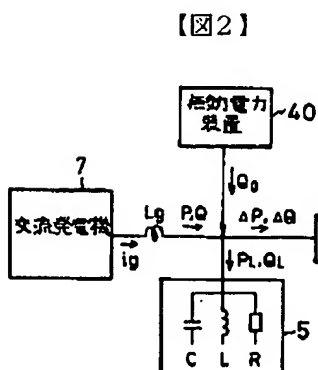 【図2】
無効電力
装置
40
Q0
7
交流発電機
Lg
ig
P,Q
ΔP,ΔQ
PL,QL
5
C L R